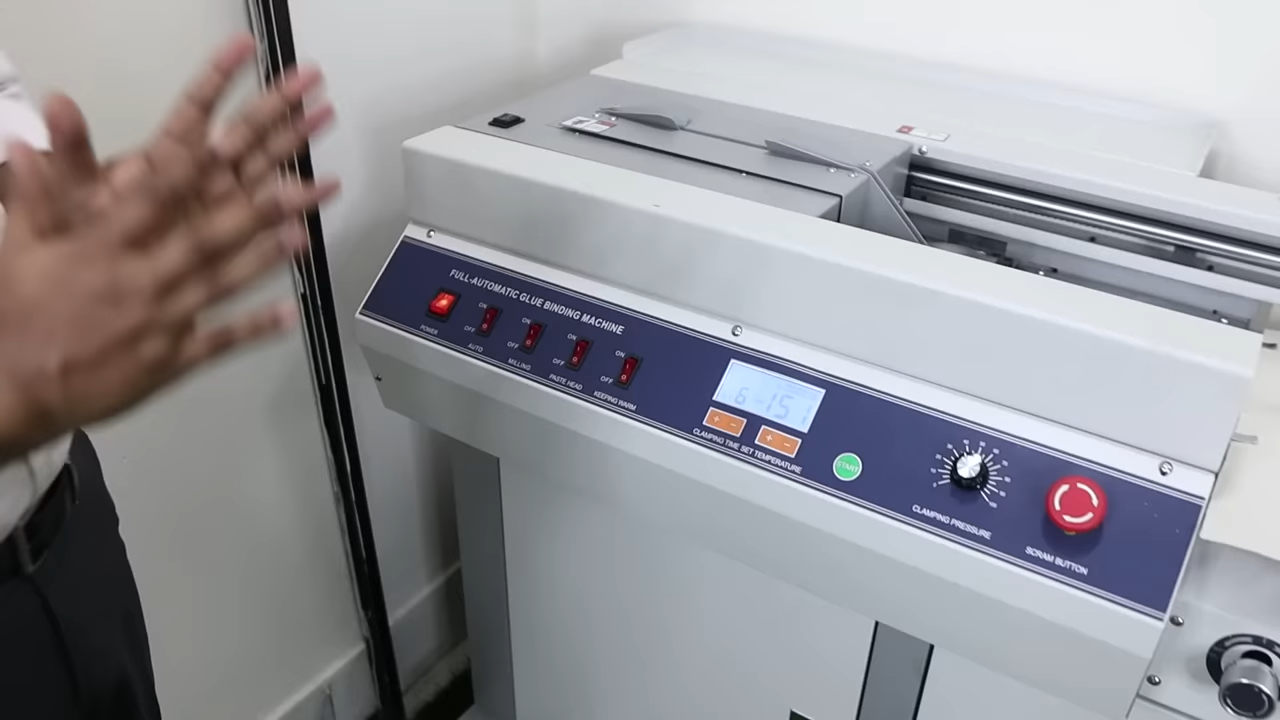 FULL-AUTOMATIC GLUE BINDING MACHINE
ON
ON
ON
ON
OFF
OFF
OFF
OFF
POWER
AUTO
MILLING
PASTE HEAD
KEEPING WARM
6 -151
+ -
+ -
CLAMPING TIME SET TEMPERATURE
START
CLAMPING PRESSURE
SCRAM BUTTON